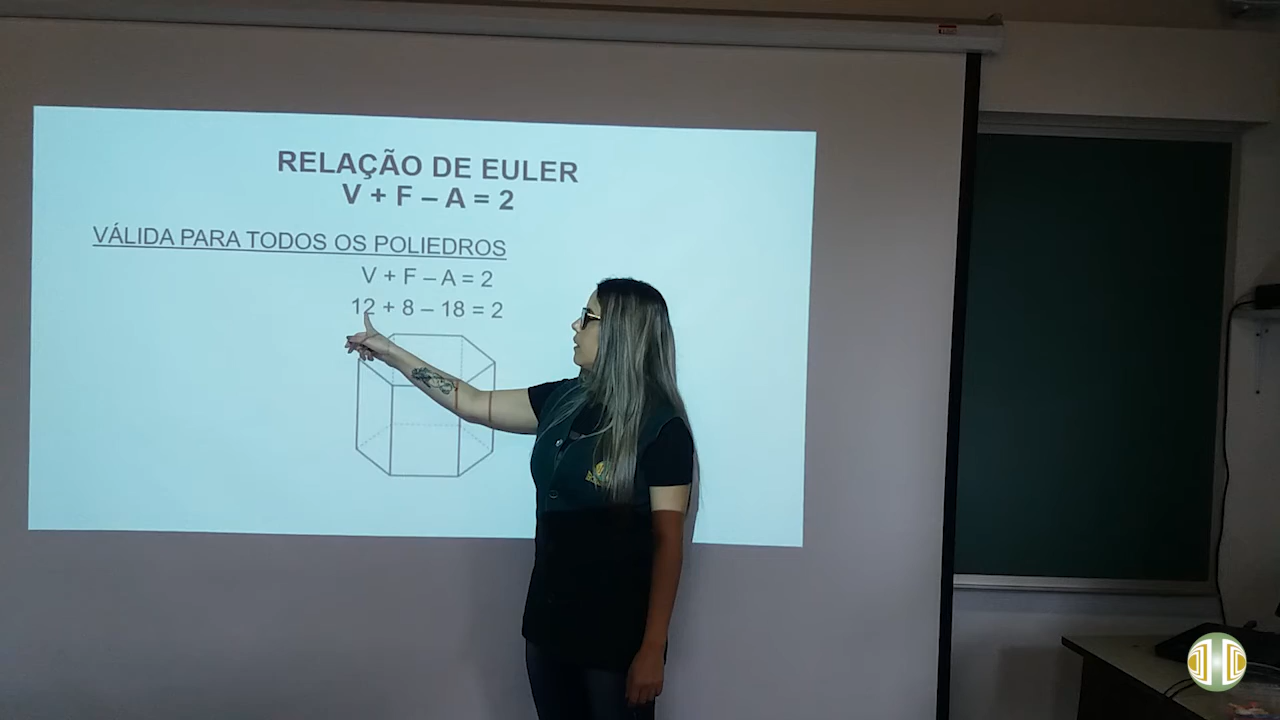 RELAÇÃO DE EULER
V + F – A = 2
VÁLIDA PARA TODOS OS POLIEDROS
V + F – A = 2
12 + 8 – 18 = 2